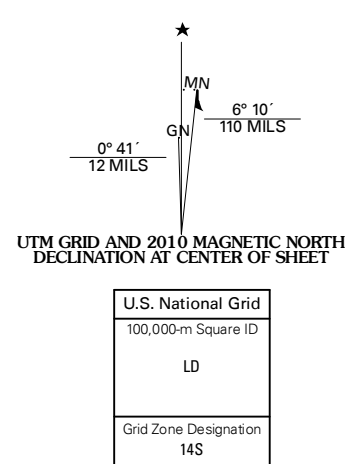 MN
6° 10´
110 MILS
GN
0° 41´
12 MILS
UTM GRID AND 2010 MAGNETIC NORTH
DECLINATION AT CENTER OF SHEET
U.S. National Grid
100,000-m Square ID
LD
Grid Zone Designation
14S